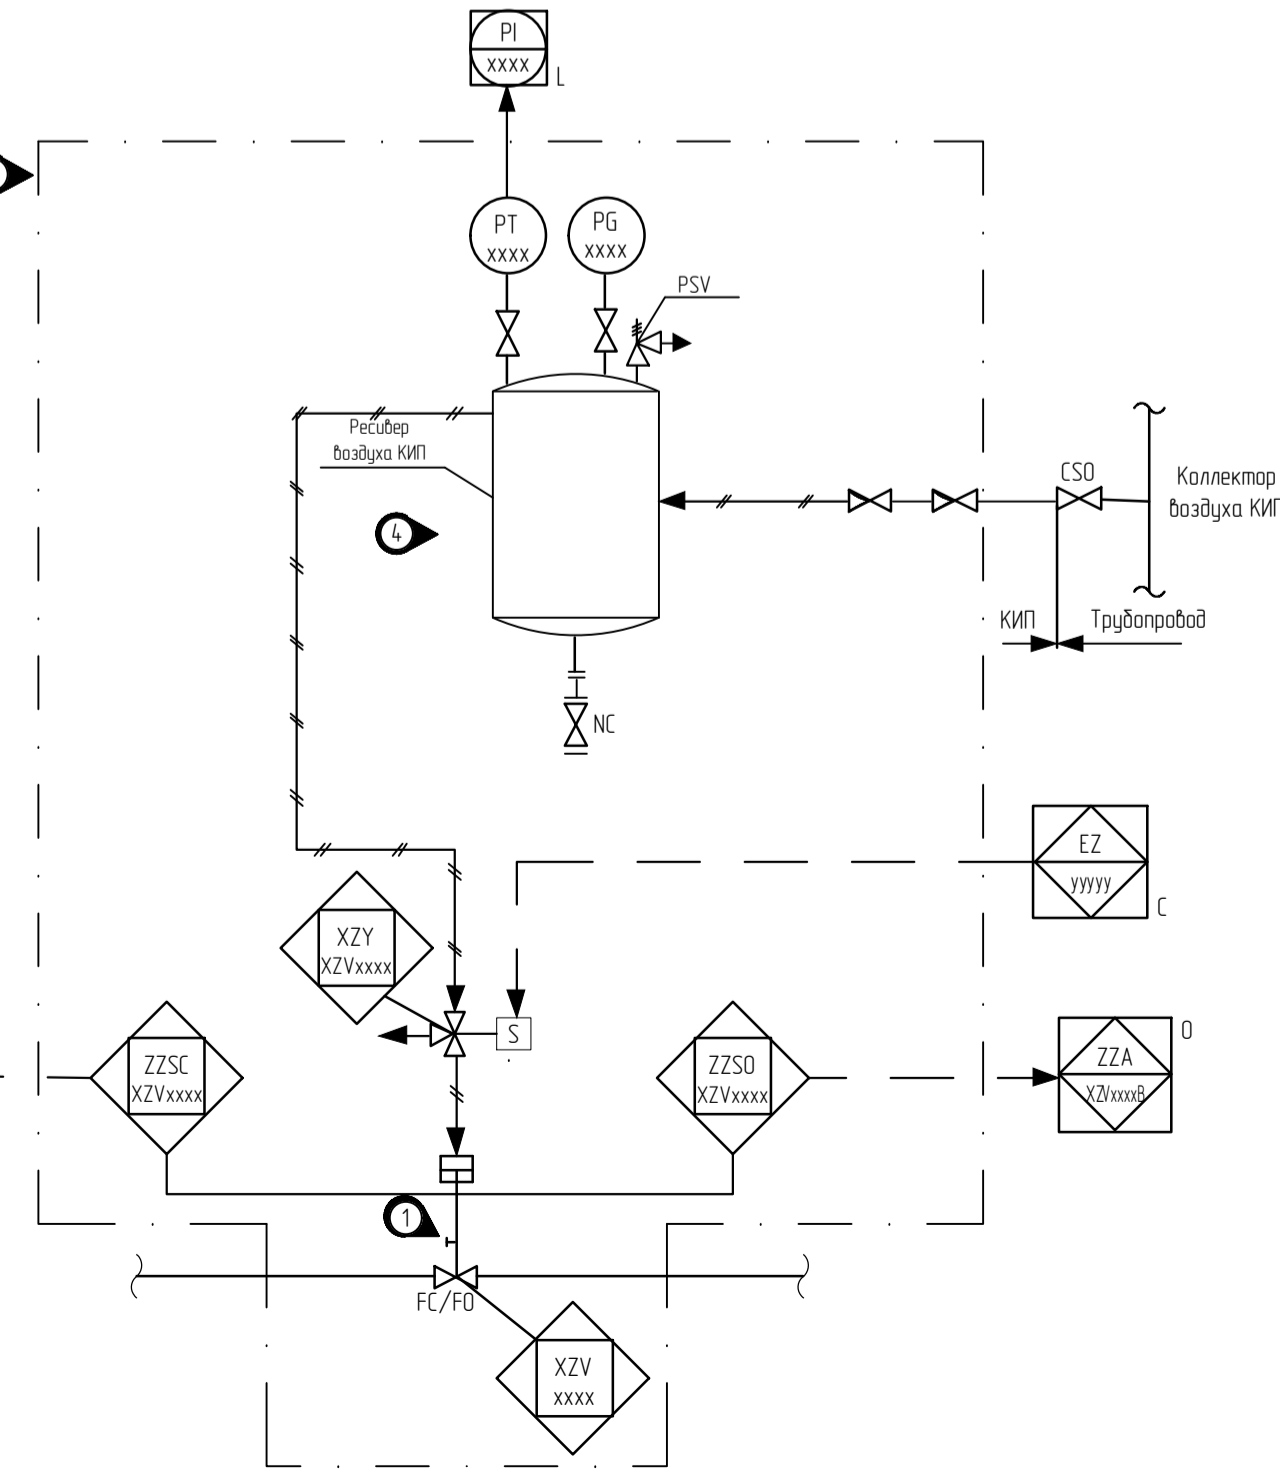 PI
xxxx
L
PT
xxxx
PG
xxxx
PSV
Ресивер
воздуха КИП
4
CSO
Коллектор
воздуха КИП
КИП
Трубопровод
NC
EZ
yyyyy
C
XZY
XZVxxxx
S
ZZSC
XZVxxxx
ZZSO
XZVxxxx
O
ZZA
XZVxxxxB
1
FC/FO
XZV
xxxx